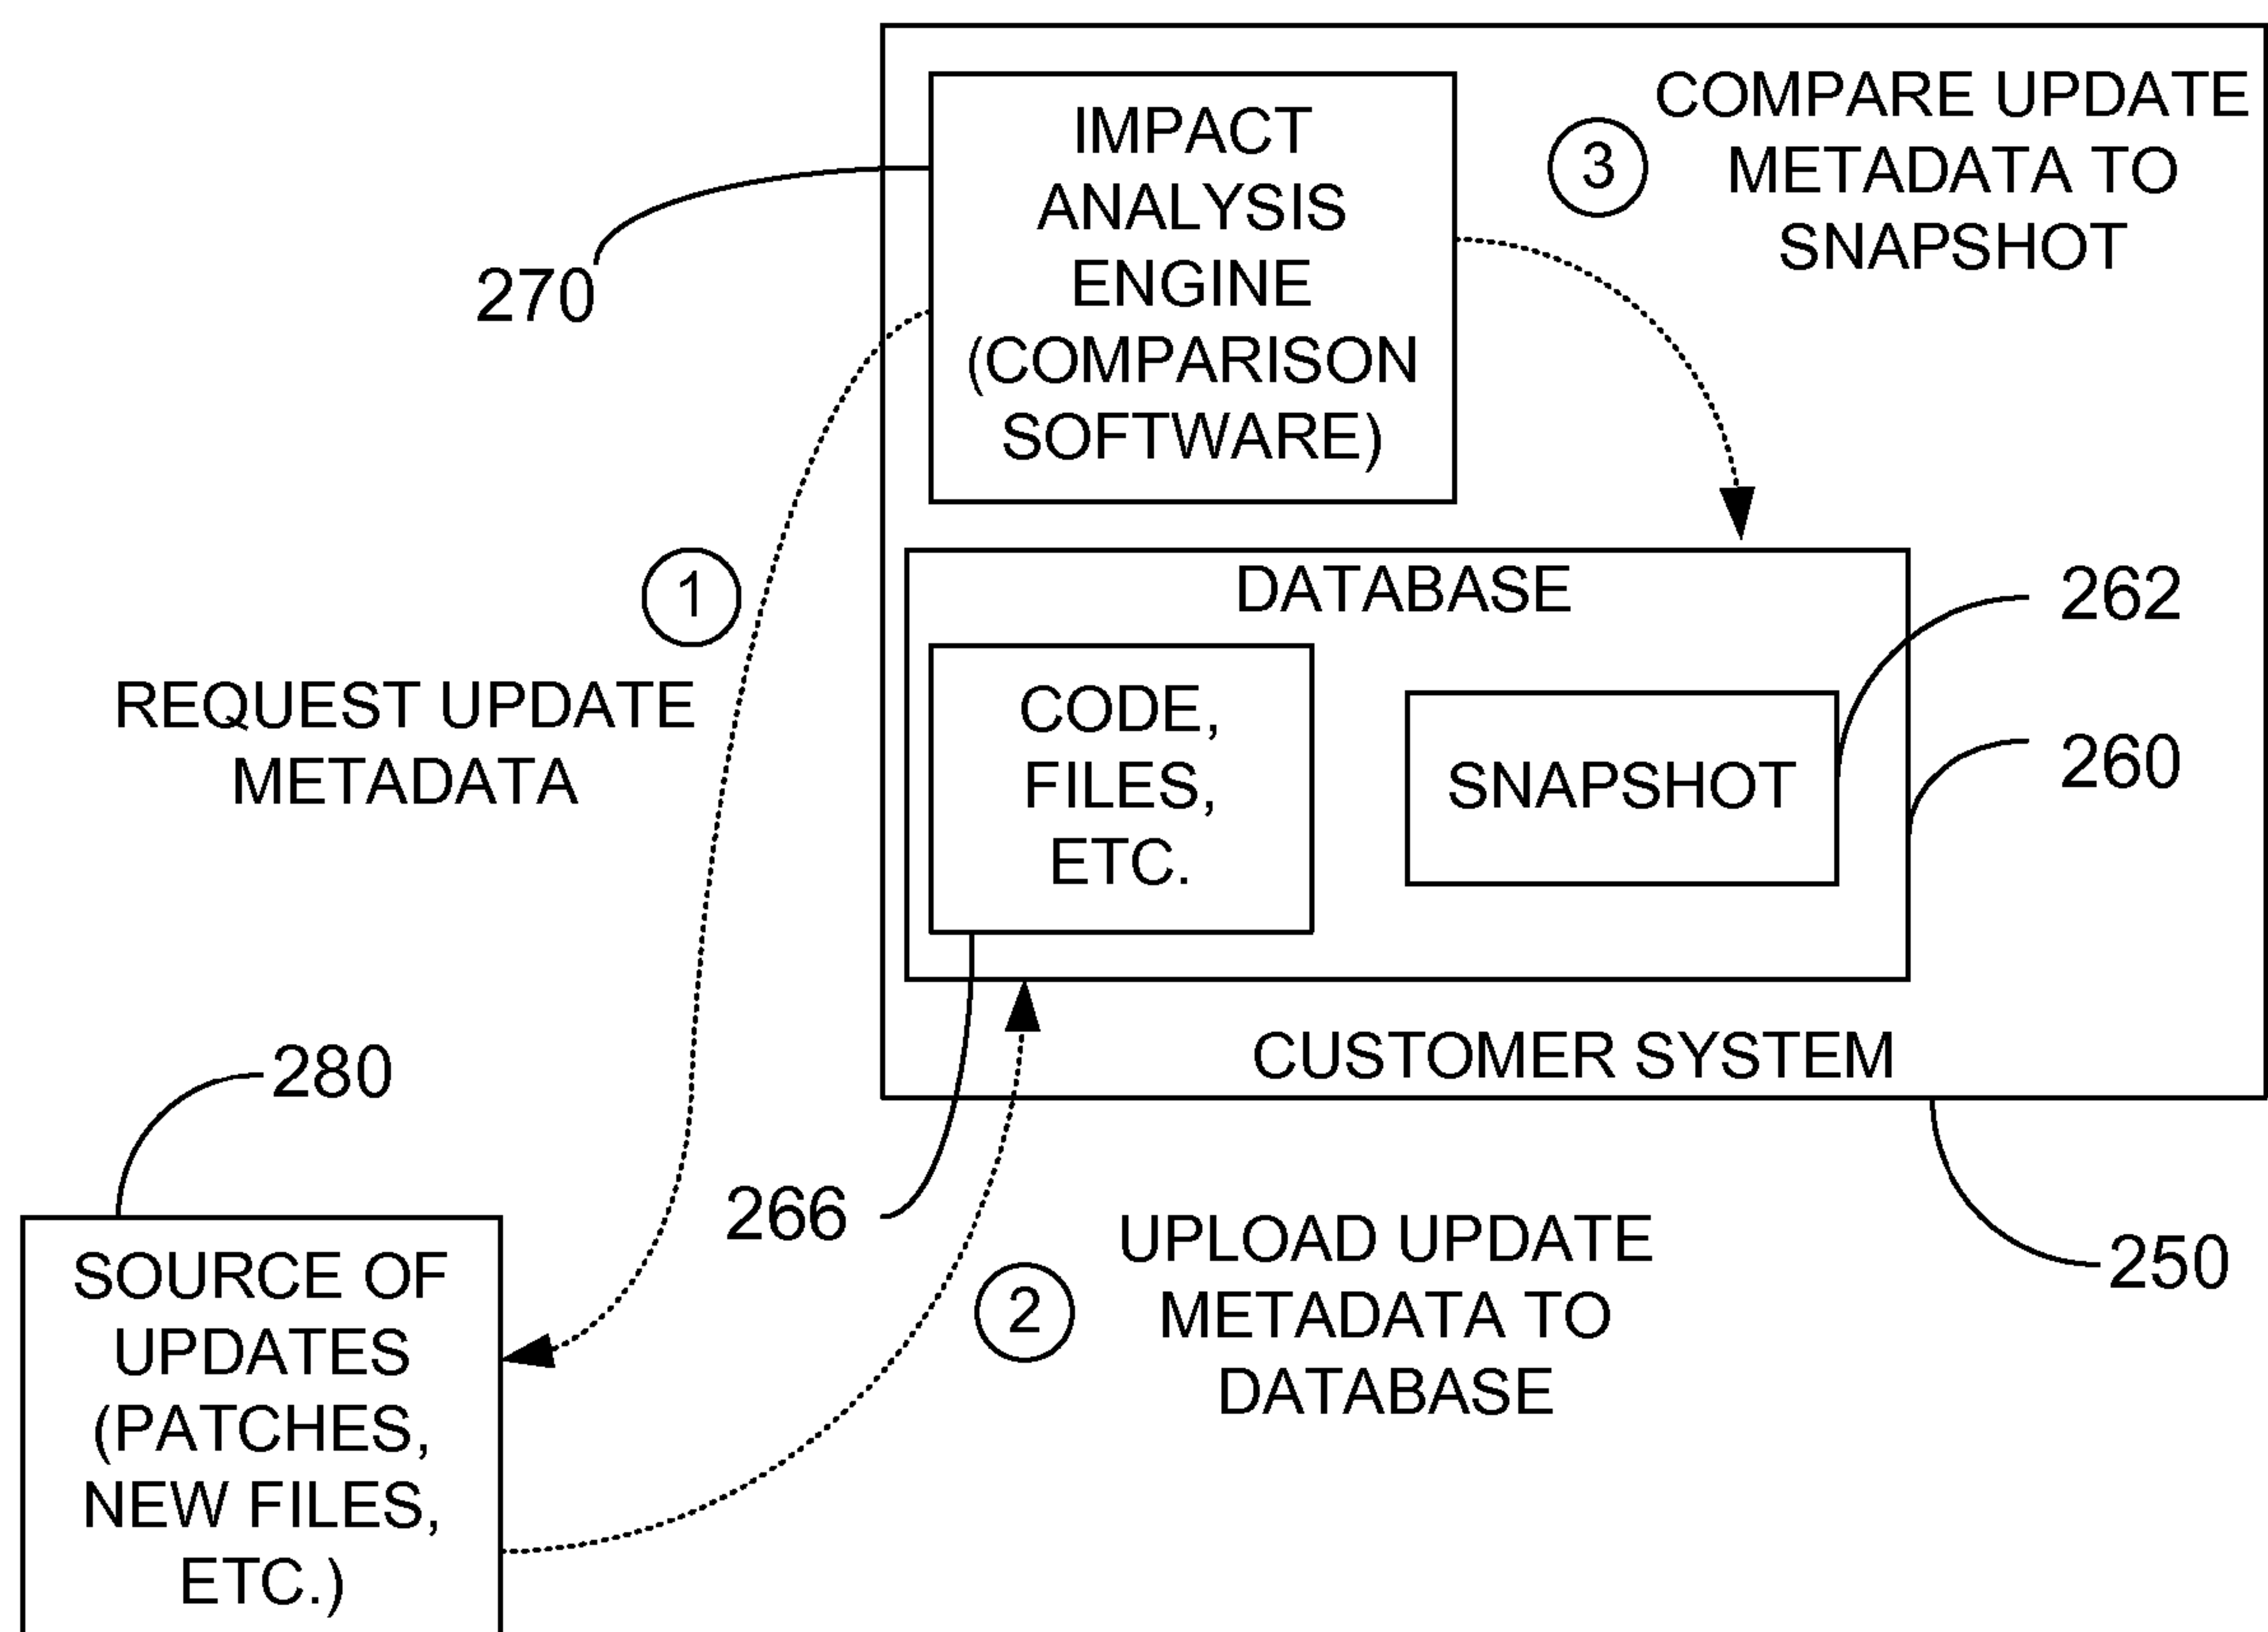 IMPACT
ANALYSIS
ENGINE
(COMPARISON
SOFTWARE)
3
COMPARE UPDATE
METADATA TO
SNAPSHOT
270
1
REQUEST UPDATE
METADATA
DATABASE
CODE,
FILES,
ETC.
SNAPSHOT
262
260
CUSTOMER SYSTEM
280
266
250
SOURCE OF
UPDATES
(PATCHES,
NEW FILES,
ETC.)
2
UPLOAD UPDATE
METADATA TO
DATABASE